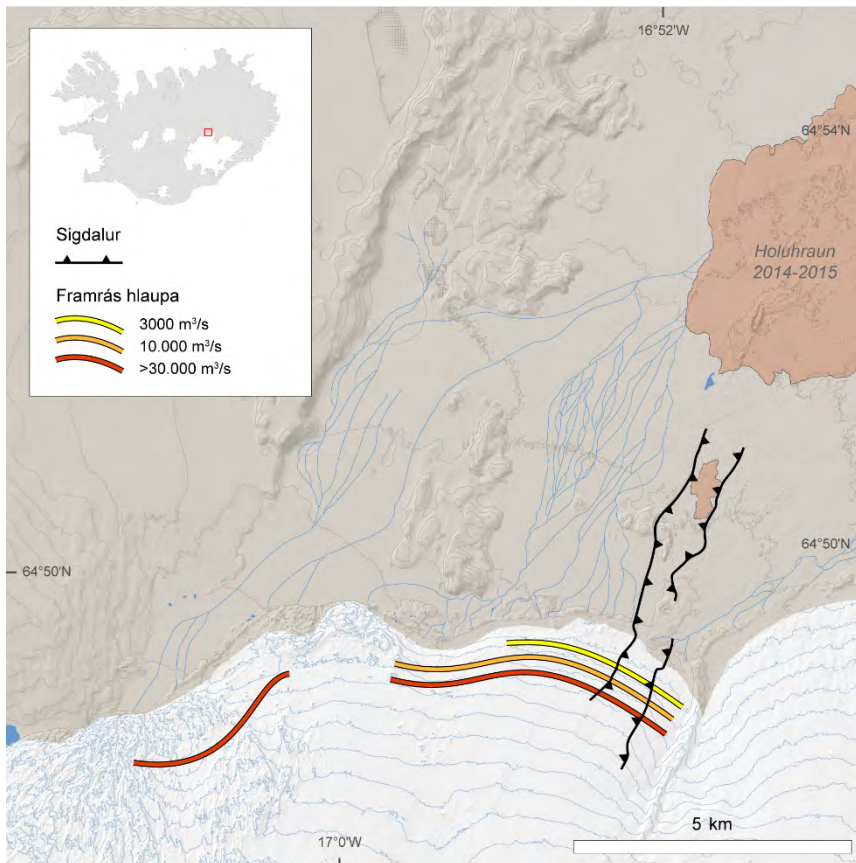 16°52'W
64°54'N
Sigdalur
Framrás hlaupa
3000 m³/s
10.000 m³/s
>30.000 m³/s
Holuhraun
2014-2015
64°50'N
64°50'N
17°0'W
5 km